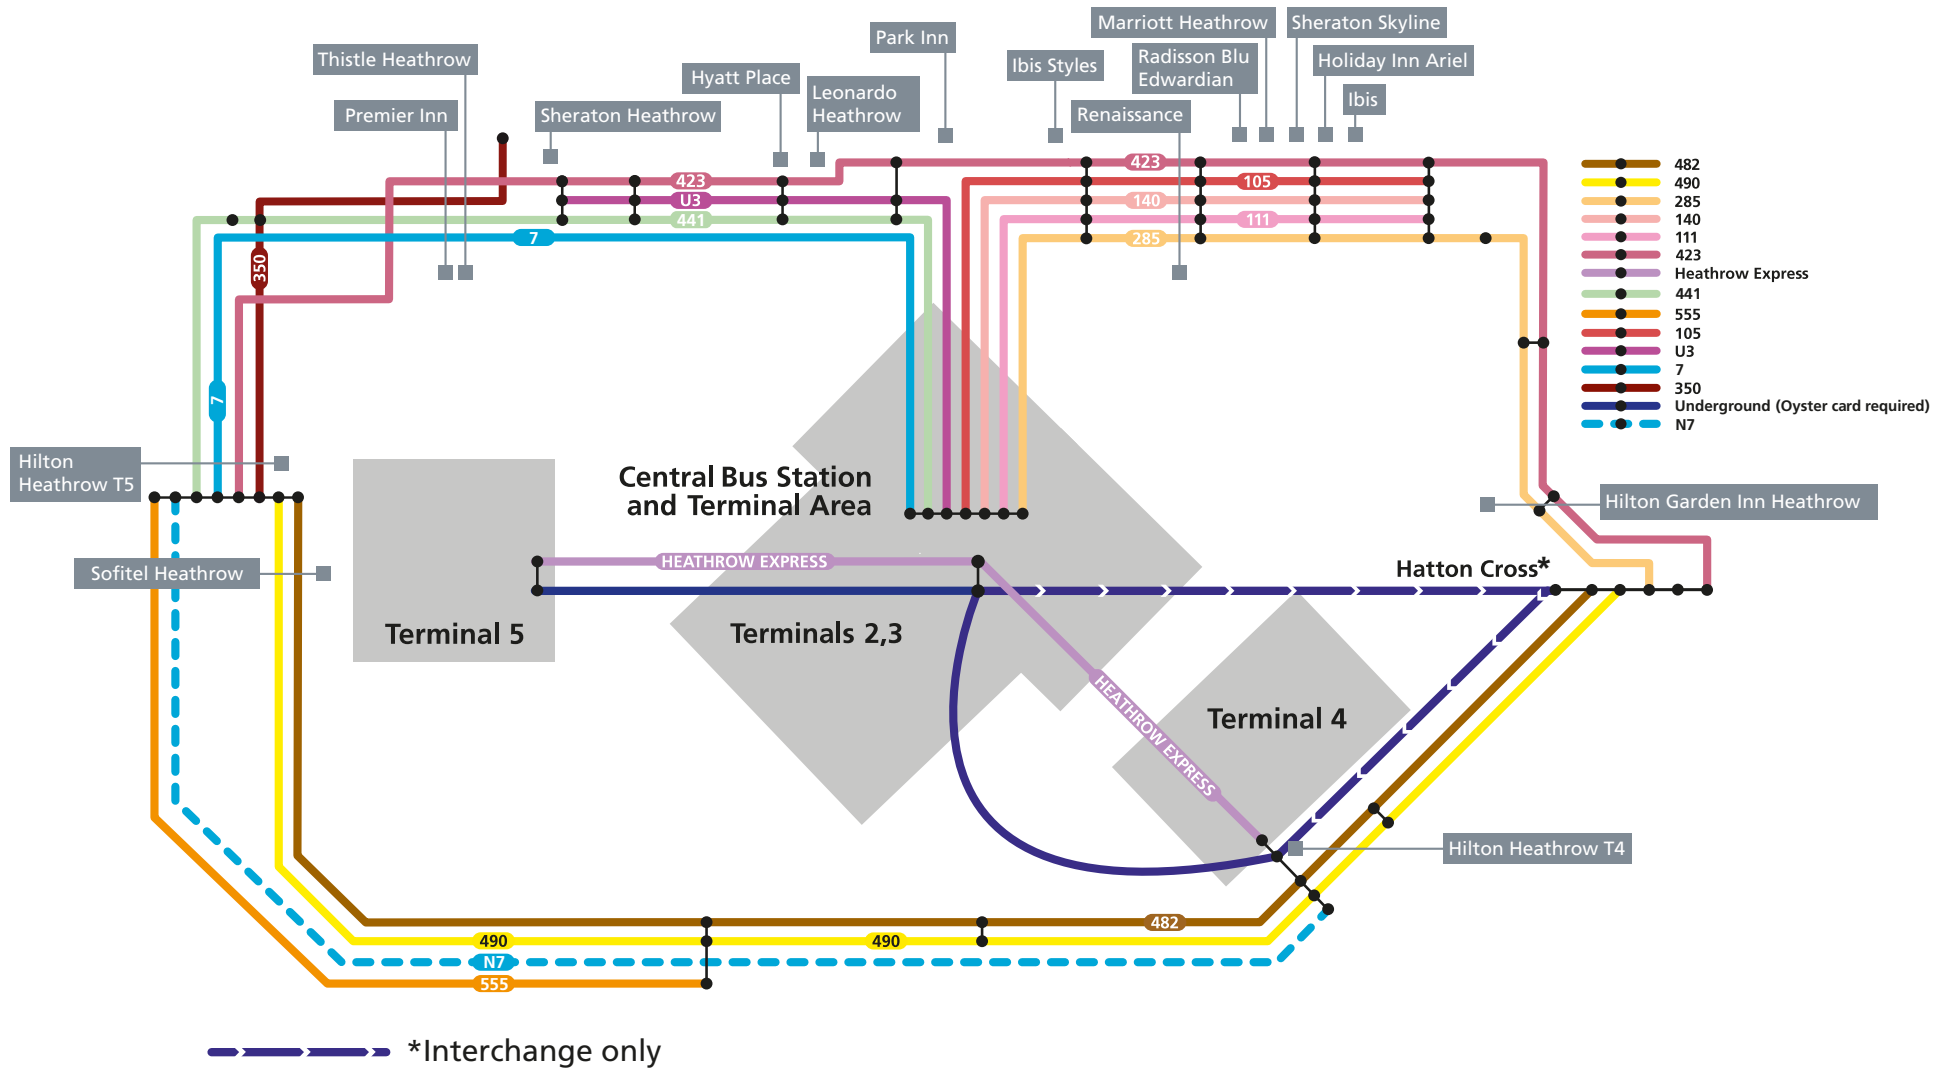 Marriott Heathrow
Sheraton Skyline
Park Inn
Thistle Heathrow
Ibis Styles
Radisson Blu
Edwardian
Holiday Inn Ariel
Hyatt Place
Leonardo
Heathrow
Ibis
Premier Inn
Sheraton Heathrow
Renaissance
423
423
105
U3
140
441
111
7
285
350
7
482
490
285
140
111
423
Heathrow Express
441
555
105
U3
7
350
Underground (Oyster card required)
N7
Hilton
Heathrow T5
Central Bus Station
and Terminal Area
Hilton Garden Inn Heathrow
HEATHROW EXPRESS
Hatton Cross*
Sofitel Heathrow
Terminal 5
Terminals 2,3
HEATHROW EXPRESS
Terminal 4
Hilton Heathrow T4
482
490
490
N7
555
*Interchange only